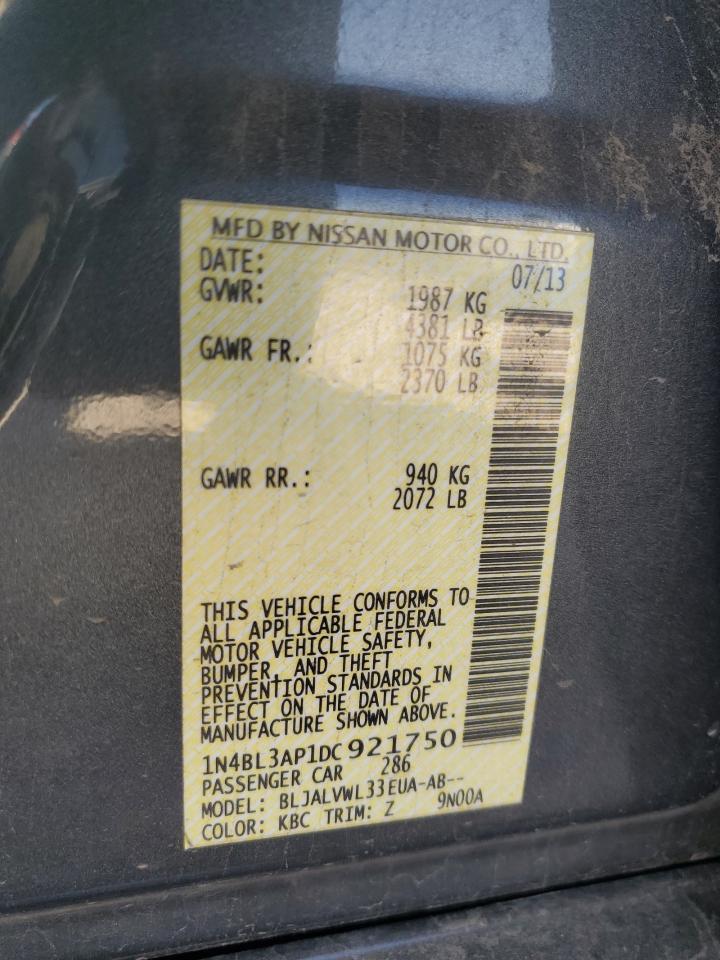 MFD BY NISSAN MOTOR CO., LTD.
DATE: 07/13
GVWR: 1987 KG
4381 LB
GAWR FR.: 1075 KG
2370 LB
GAWR RR.: 940 KG
2072 LB
THIS VEHICLE CONFORMS TO
ALL APPLICABLE FEDERAL
MOTOR VEHICLE SAFETY,
BUMPER, AND THEFT
PREVENTION STANDARDS IN
EFFECT ON THE DATE OF
MANUFACTURE SHOWN ABOVE.
1N4BL3AP1DC921750
PASSENGER CAR 286
MODEL: BLJALVWL33EUA-AB--
COLOR: KBC TRIM: Z 9N00A